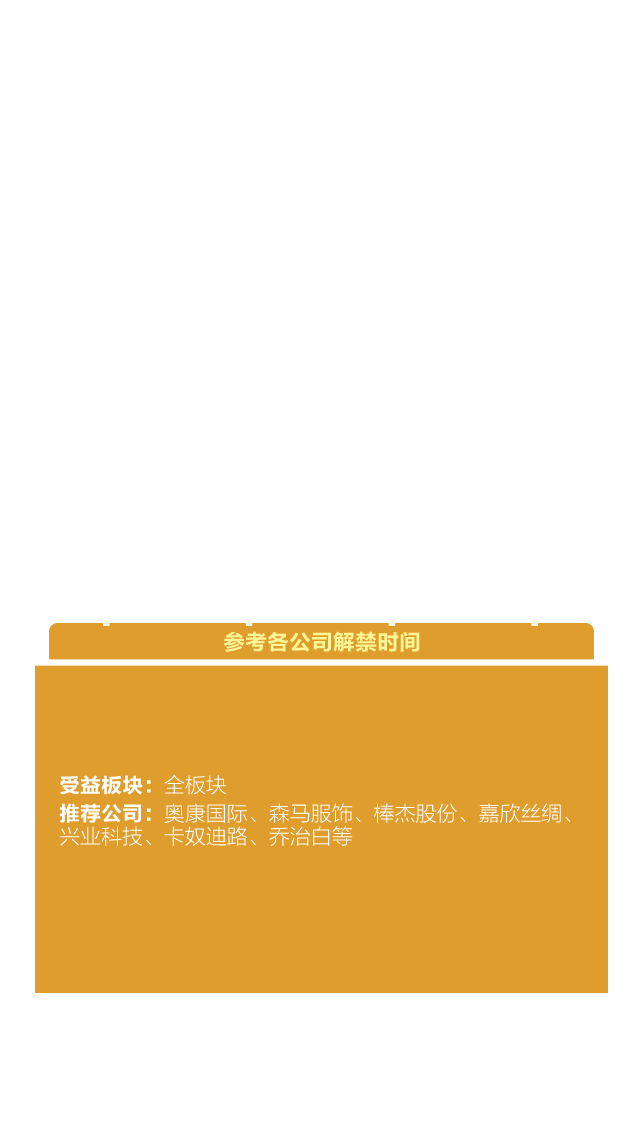 参考各公司解禁时间
受益板块：全板块
推荐公司：奥康国际、森马服饰、棒杰股份、嘉欣丝绸、
兴业科技、卡奴迪路、乔治白等